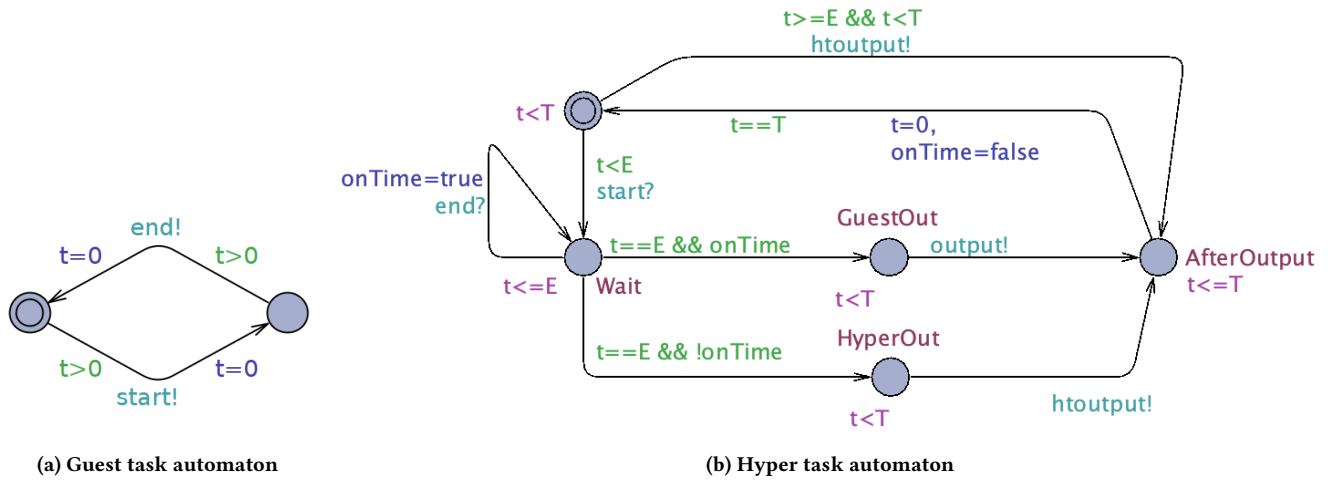 end!
t=0
t>0
t>0
t=0
start!
(a) Guest task automaton
t>=E && t<T
htoutput!
t<T
t==T
t=0,
onTime=false
t<E
start?
onTime=true
end?
t==E && onTime
GuestOut
output!
AfterOutput
t<=T
t<=E
Wait
t<T
HyperOut
t==E && !onTime
htoutput!
t<T
(b) Hyper task automaton